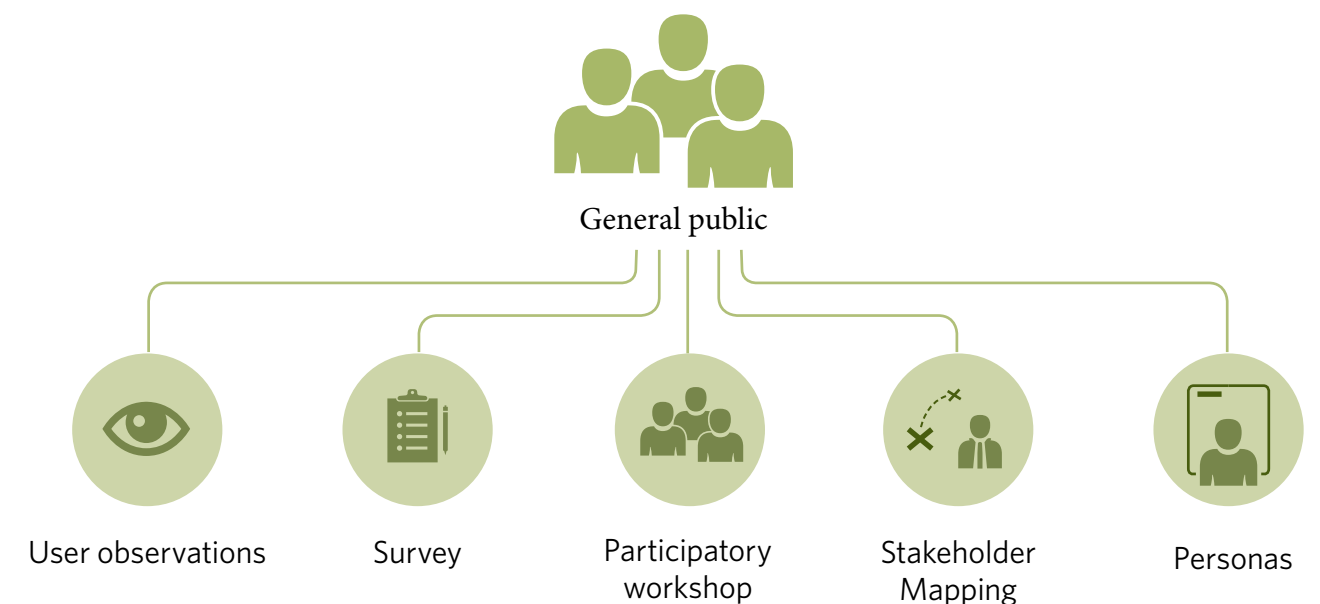 General public
User observations
Survey
Participatory
workshop
Stakeholder
Mapping
Personas